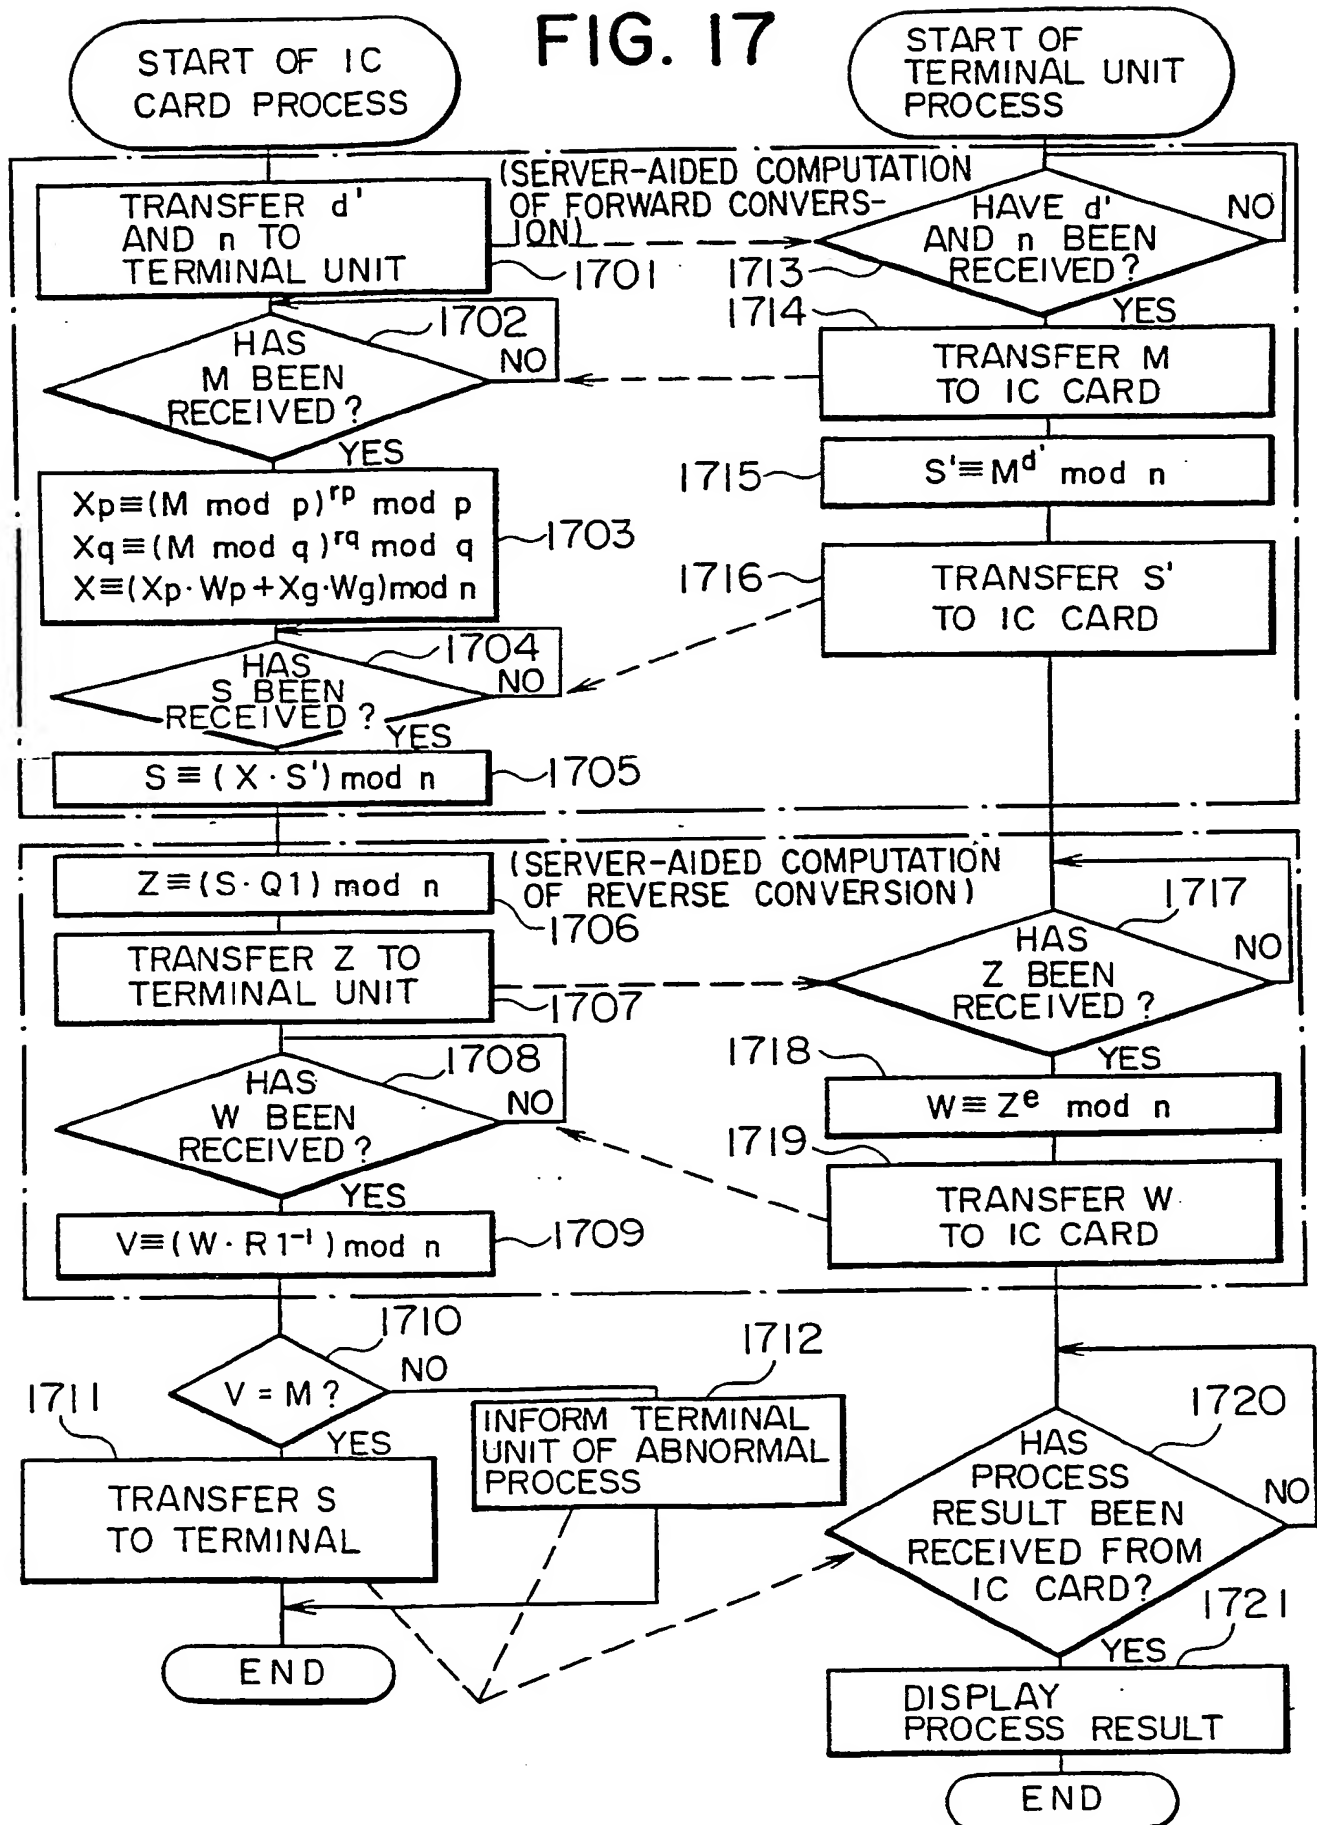 FIG. 17
START OF IC
CARD PROCESS
START OF
TERMINAL UNIT
PROCESS
(SERVER-AIDED COMPUTATION
OF FORWARD CONVERS-
ION)
TRANSFER d'
AND n TO
TERMINAL UNIT
1701
HAVE d'
AND n BEEN
RECEIVED?
NO
1713
YES
1702
HAS
M BEEN
RECEIVED?
NO
YES
1714
TRANSFER M
TO IC CARD
1715
S'≡M^d' mod n
Xp≡(M mod p)^rp mod p
Xq≡(M mod q)^rq mod q
X≡(Xp·Wp+Xg·Wg)mod n
1703
1716
TRANSFER S'
TO IC CARD
1704
HAS
S BEEN
RECEIVED?
NO
YES
S≡(X·S')mod n
1705
(SERVER-AIDED COMPUTATION
OF REVERSE CONVERSION)
Z≡(S·Q1) mod n
1706
TRANSFER Z TO
TERMINAL UNIT
1707
1717
HAS
Z BEEN
RECEIVED?
NO
YES
1708
HAS
W BEEN
RECEIVED?
NO
YES
1718
W≡Z^e mod n
1719
TRANSFER W
TO IC CARD
V≡(W·R1^-1)mod n
1709
1710
V=M?
NO
YES
1711
TRANSFER S
TO TERMINAL
1712
INFORM TERMINAL
UNIT OF ABNORMAL
PROCESS
END
1720
HAS
PROCESS
RESULT BEEN
RECEIVED FROM
IC CARD?
NO
YES
1721
DISPLAY
PROCESS RESULT
END